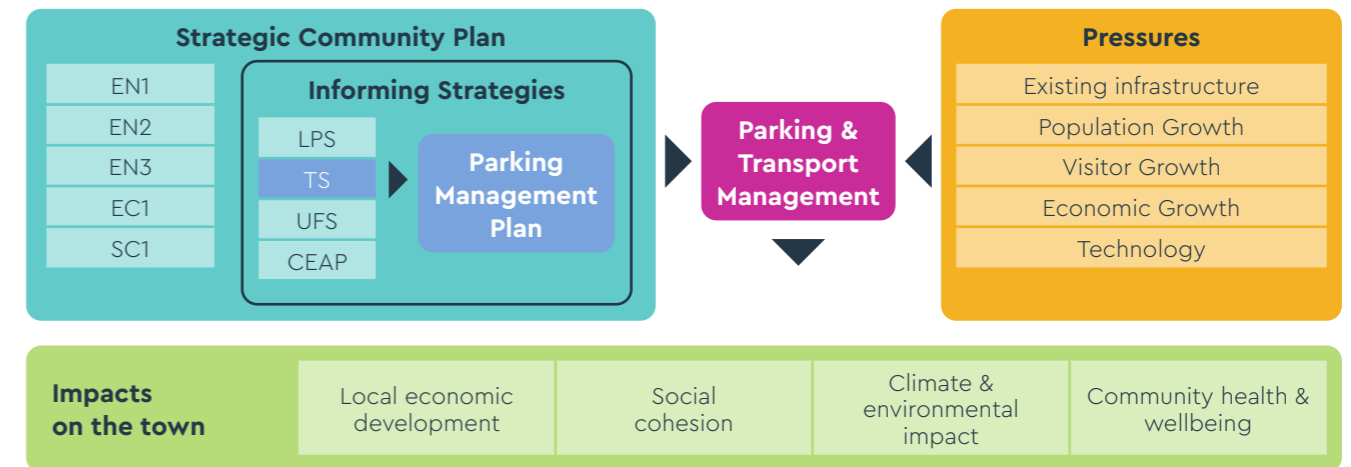 Strategic Community Plan
EN1
EN2
EN3
EC1
SC1
Informing Strategies
LPS
TS
UFS
CEAP
Parking
Management
Plan
Parking &
Transport
Management
Pressures
Existing infrastructure
Population Growth
Visitor Growth
Economic Growth
Technology
Impacts
on the town
Local economic
development
Social
cohesion
Climate &
environmental
impact
Community health &
wellbeing